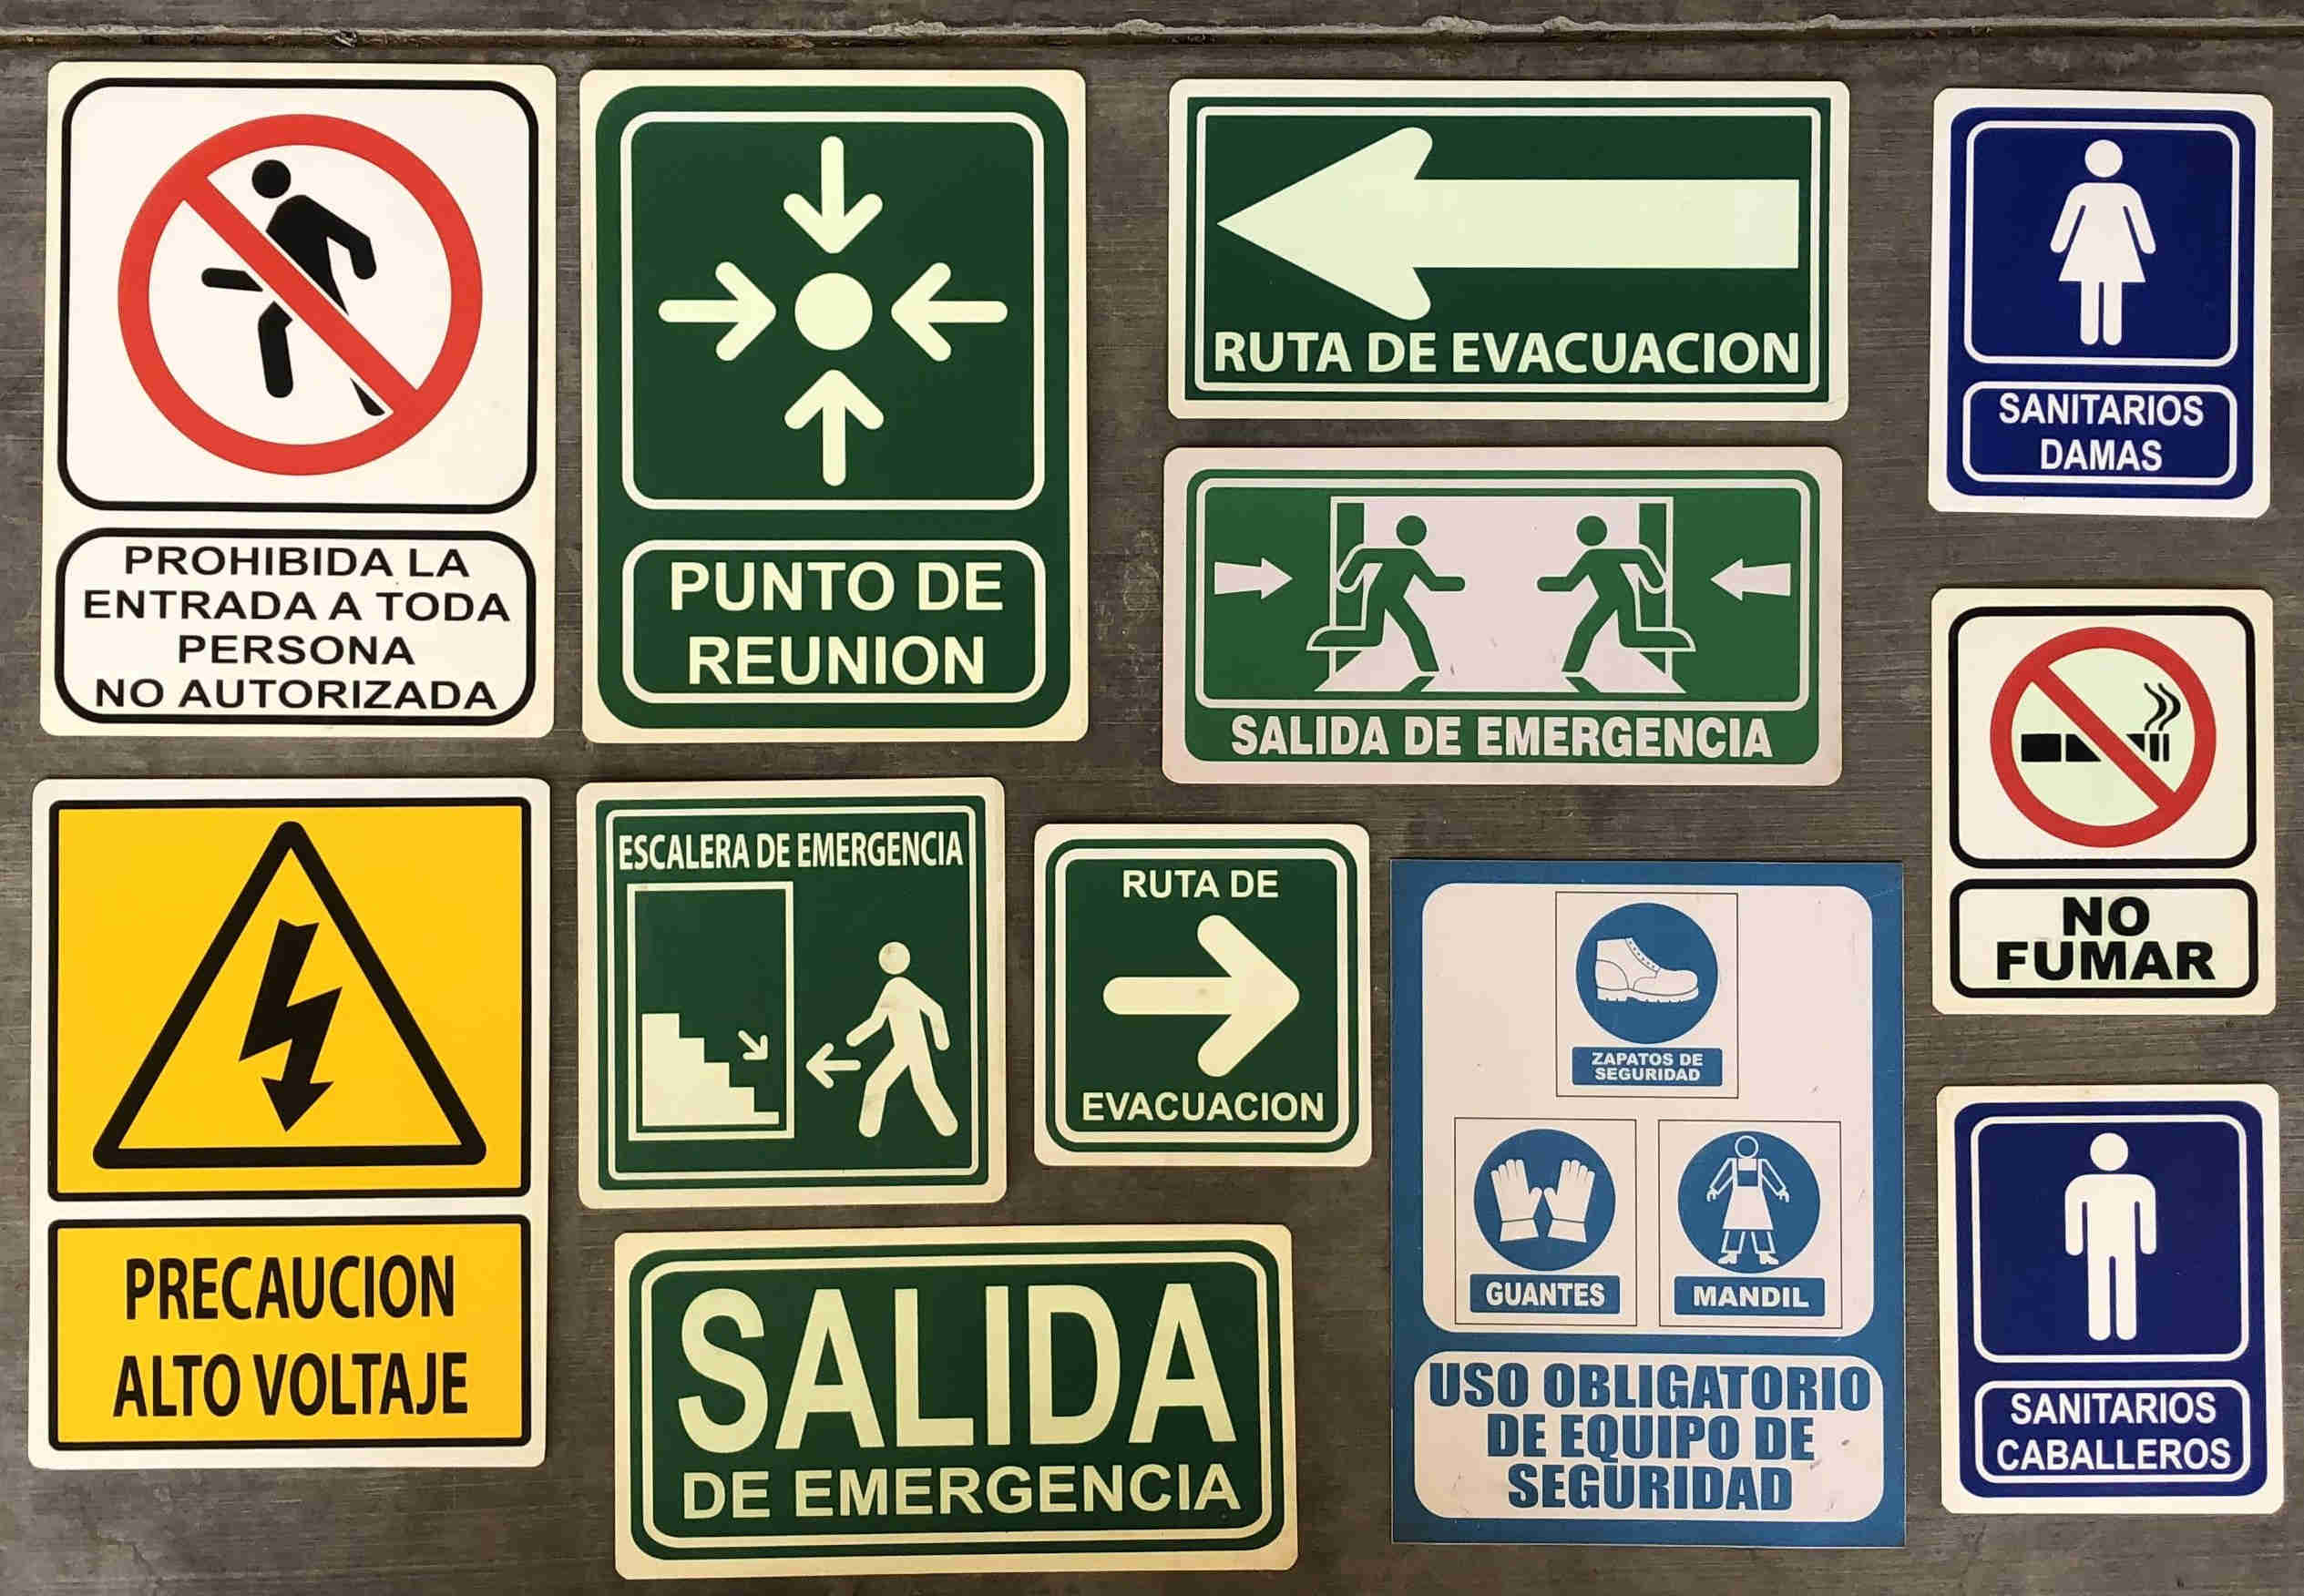 PROHIBIDA LA
ENTRADA A TODA
PERSONA
NO AUTORIZADA
PUNTO DE
REUNION
RUTA DE EVACUACION
SALIDA DE EMERGENCIA
SANITARIOS
DAMAS
NO
FUMAR
PRECAUCION
ALTO VOLTAJE
ESCALERA DE EMERGENCIA
RUTA DE
EVACUACION
SALIDA
DE EMERGENCIA
ZAPATOS DE
SEGURIDAD
GUANTES
MANDIL
USO OBLIGATORIO
DE EQUIPO DE
SEGURIDAD
SANITARIOS
CABALLEROS